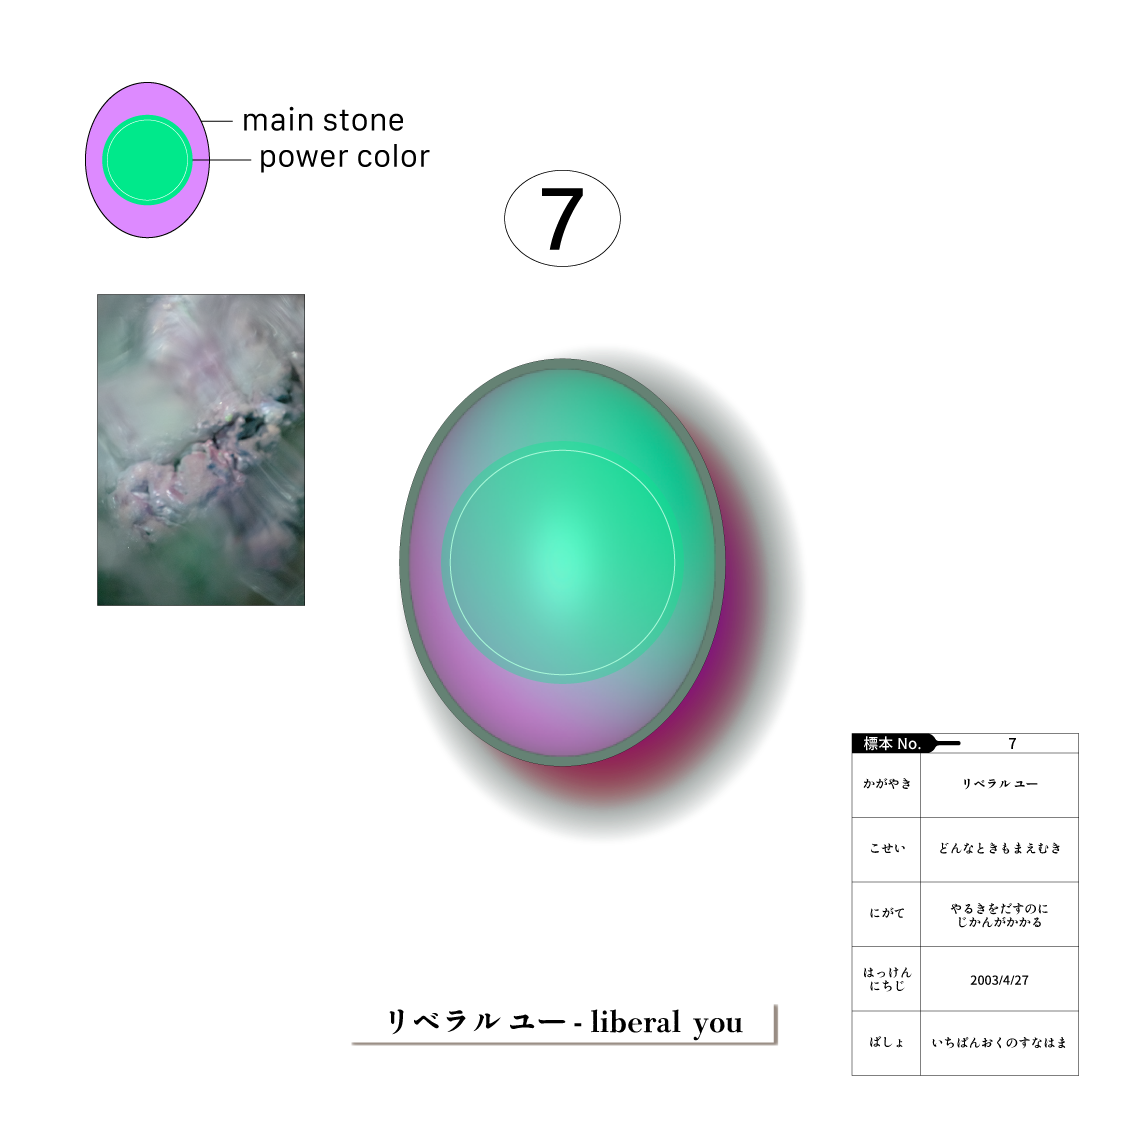 main stone
power color
7
標本 No. 7
かがやき リベラル ユー
こせい どんなときもまえむき
にがて やるきをだすのに
じかんがかかる
はっけん
にちじ 2003/4/27
ばしょ いちばんおくのすなはま
リベラル ユー - liberal you